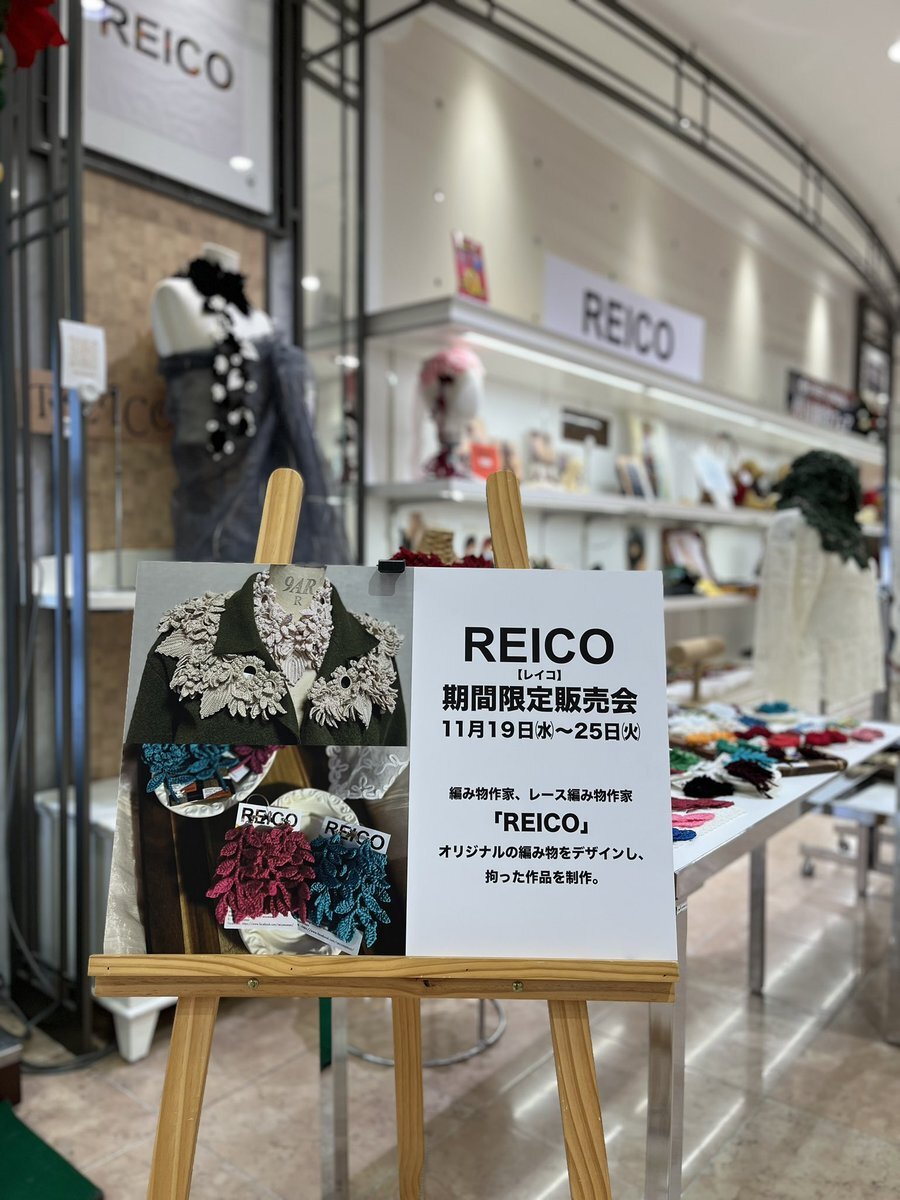 REICO
REICO
REICO
9AR
R
REICO
REICO
REICO
【レイコ】
期間限定販売会
11月19日㈬〜25日㈫
編み物作家、レース編み物作家
「REICO」
オリジナルの編み物をデザインし、
拘った作品を制作。